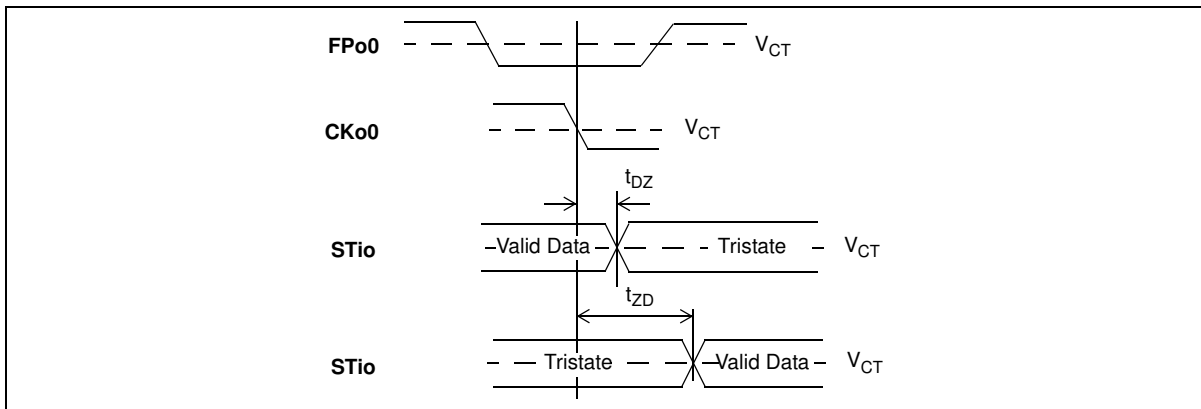 FPo0 V_CT
CKo0 V_CT
t_DZ
STio Valid Data Tristate V_CT
t_ZD
STio Tristate Valid Data V_CT